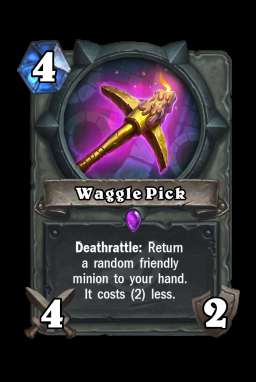 4
Waggle Pick
Deathrattle: Return
a random friendly
minion to your hand.
It costs (2) less.
4
2